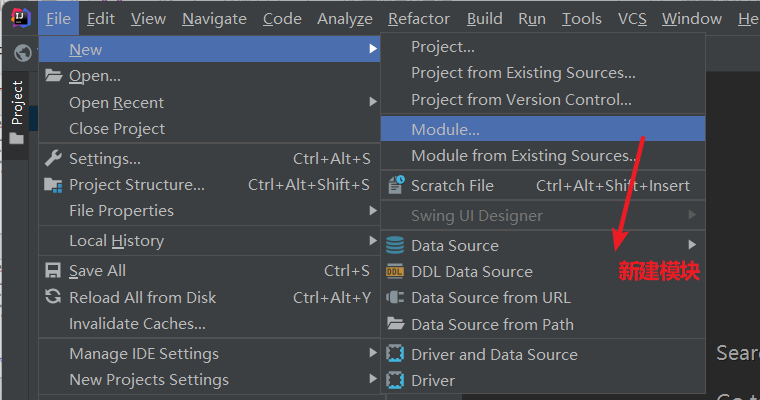 File Edit View Navigate Code Analyze Refactor Build Run Tools VCS Window He
Project
New
Open...
Open Recent
Close Project
Settings... Ctrl+Alt+S
Project Structure... Ctrl+Alt+Shift+S
File Properties
Local History
Save All Ctrl+S
Reload All from Disk Ctrl+Alt+Y
Invalidate Caches...
Manage IDE Settings
New Projects Settings
Project...
Project from Existing Sources...
Project from Version Control...
Module...
Module from Existing Sources...
Scratch File Ctrl+Alt+Shift+Insert
Swing UI Designer
Data Source
新建模块
DDL Data Source
Data Source from URL
Data Source from Path
Driver and Data Source
Driver
Sear
Go to